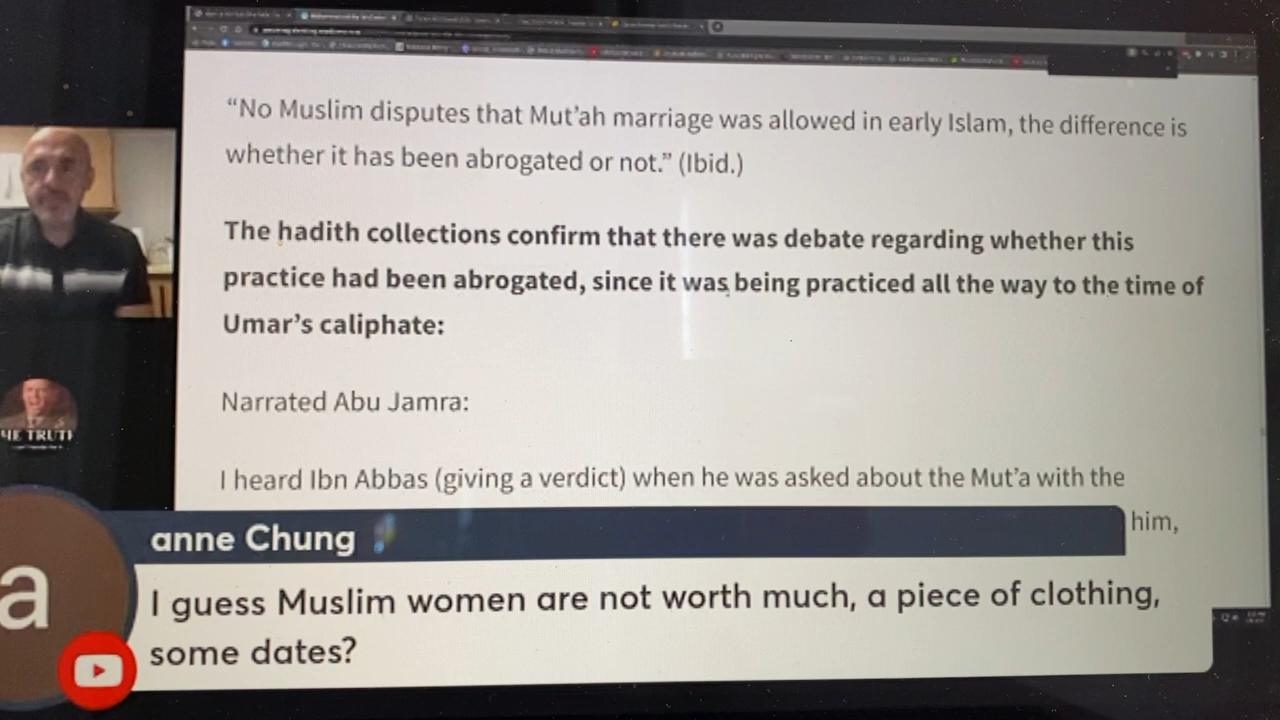 “No Muslim disputes that Mut’ah marriage was allowed in early Islam, the difference is
whether it has been abrogated or not.” (Ibid.)
The hadith collections confirm that there was debate regarding whether this
practice had been abrogated, since it was being practiced all the way to the time of
Umar’s caliphate:
Narrated Abu Jamra:
I heard Ibn Abbas (giving a verdict) when he was asked about the Mut’a with the
him,
anne Chung
a
I guess Muslim women are not worth much, a piece of clothing,
some dates?